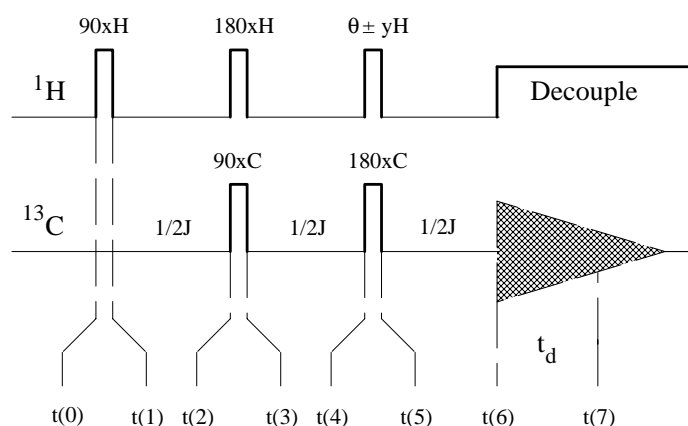 90xH 180xH θ ± yH
¹H Decouple
90xC 180xC
¹³C 1/2J 1/2J 1/2J
t_d
t(0) t(1) t(2) t(3) t(4) t(5) t(6) t(7)